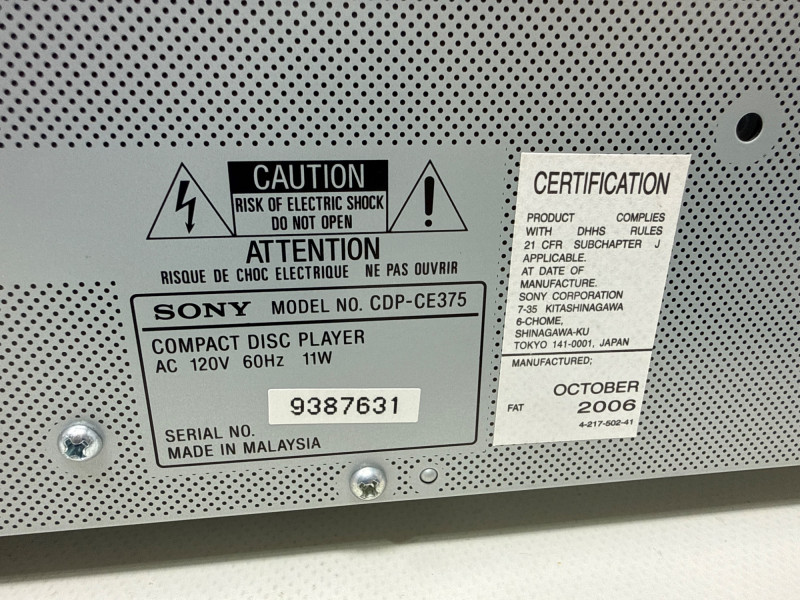 CAUTION
RISK OF ELECTRIC SHOCK
DO NOT OPEN
ATTENTION
RISQUE DE CHOC ELECTRIQUE NE PAS OUVRIR
SONY MODEL NO. CDP-CE375
COMPACT DISC PLAYER
AC 120V 60Hz 11W
9387631
SERIAL NO.
MADE IN MALAYSIA
CERTIFICATION
PRODUCT COMPLIES
WITH DHHS RULES
21 CFR SUBCHAPTER J
APPLICABLE.
AT DATE OF
MANUFACTURE.
SONY CORPORATION
7-35 KITASHINAGAWA
6-CHOME,
SHINAGAWA-KU
TOKYO 141-0001, JAPAN
MANUFACTURED;
OCTOBER
FAT 2006
4-217-502-41